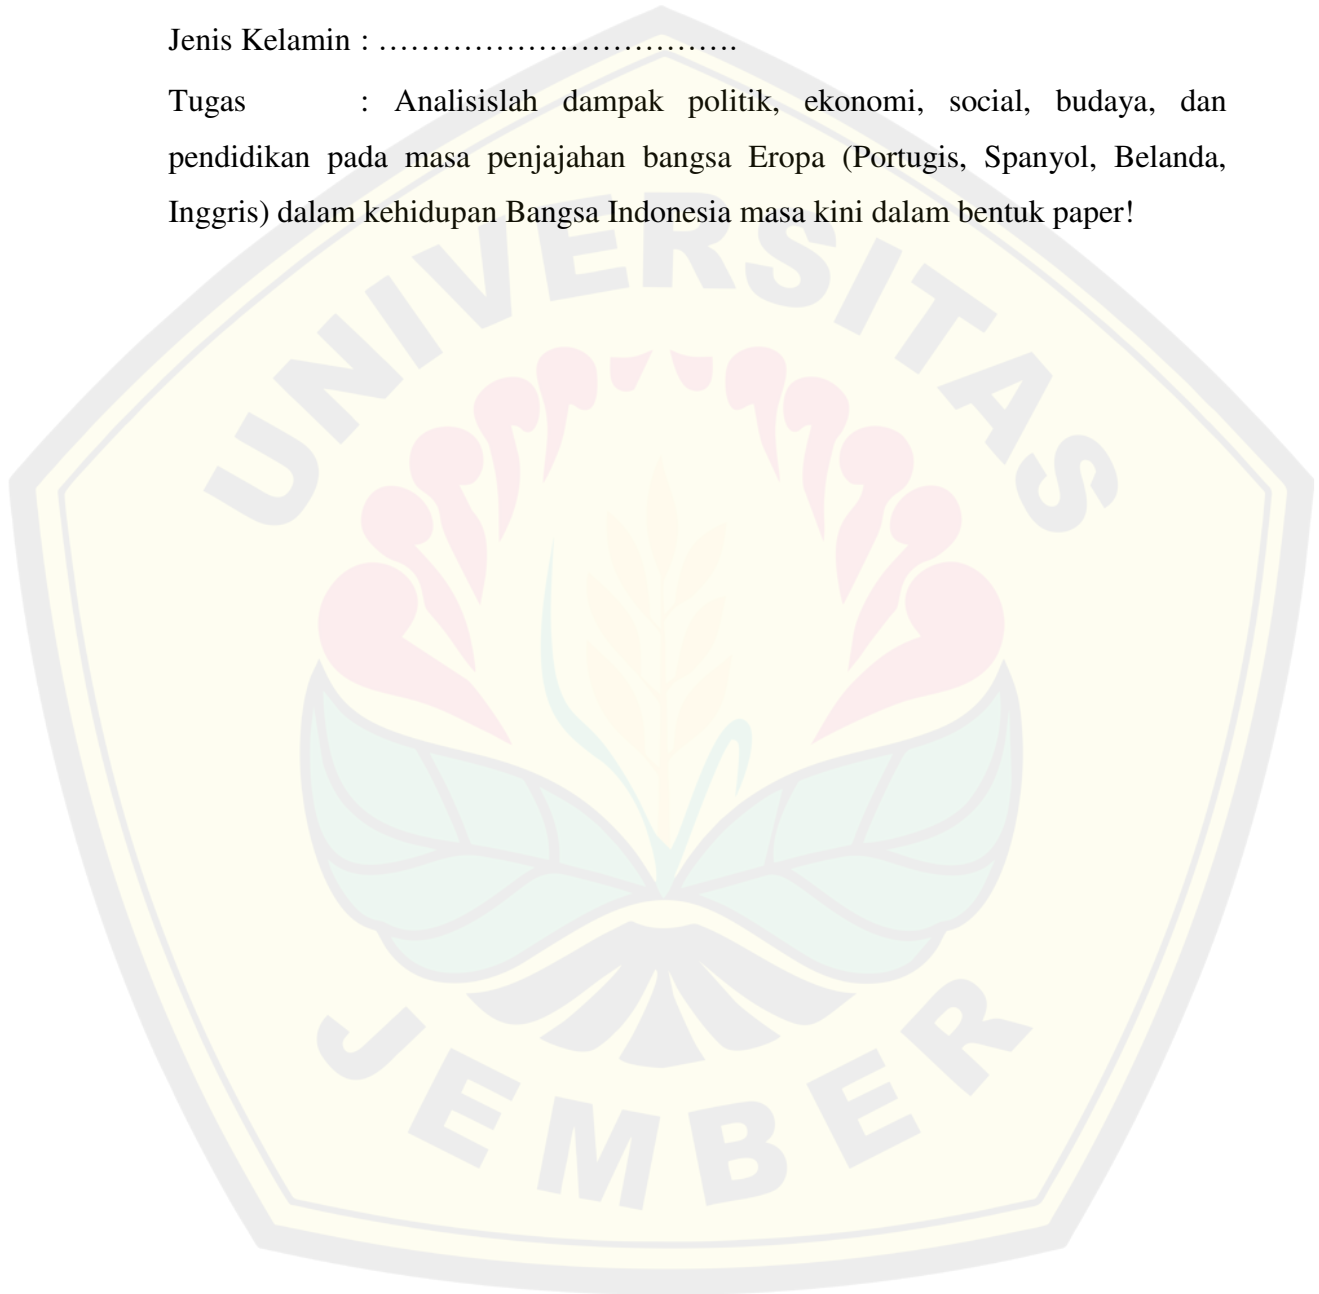 Jenis Kelamin : …………………………….
Tugas : Analisislah dampak politik, ekonomi, social, budaya, dan
pendidikan pada masa penjajahan bangsa Eropa (Portugis, Spanyol, Belanda,
Inggris) dalam kehidupan Bangsa Indonesia masa kini dalam bentuk paper!
UNIVERSITAS
JEMBER